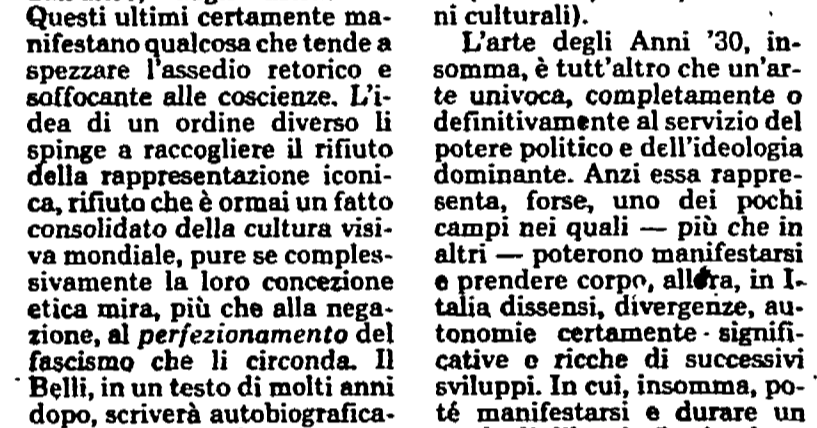 Questi ultimi certamente ma-
nifestano qualcosa che tende a
spezzare l'assedio retorico e
soffocante alle coscienze. L'i-
dea di un ordine diverso li
spinge a raccogliere il rifiuto
della rappresentazione iconi-
ca, rifiuto che è ormai un fatto
consolidato della cultura visi-
va mondiale, pure se comples-
sivamente la loro concezione
etica mira, più che alla nega-
zione, al perfezionamento del
fascismo che li circonda. Il
Belli, in un testo di molti anni
dopo, scriverà autobiografica-
ni culturali).
L'arte degli Anni '30, in-
somma, è tutt'altro che un'ar-
te univoca, completamente o
definitivamente al servizio del
potere politico e dell'ideologia
dominante. Anzi essa rappre-
senta, forse, uno dei pochi
campi nei quali — più che in
altri — poterono manifestarsi
e prendere corpo, allora, in I-
talia dissensi, divergenze, au-
tonomie certamente signifi-
cative e ricche di successivi
sviluppi. In cui, insomma, po-
té manifestarsi e durare un